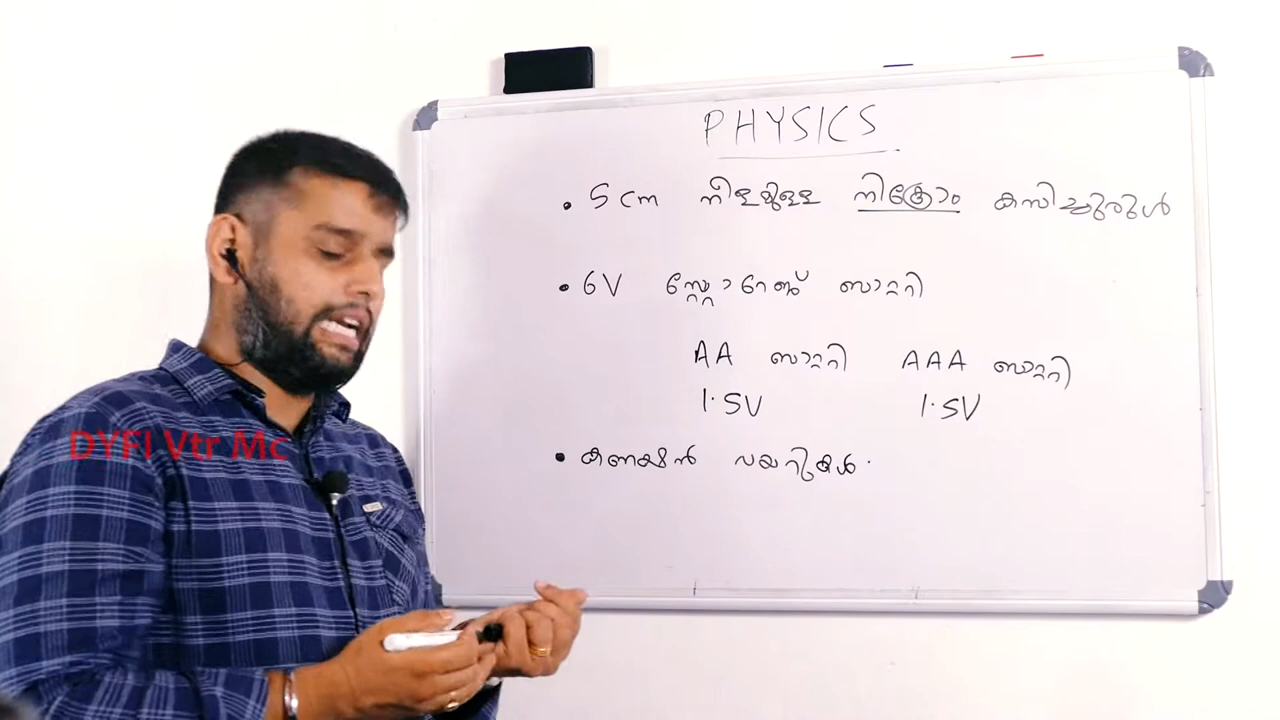 PHYSICS
• 5 cm നീളമുള്ള നിക്രോം കമ്പിച്ചുരുൾ
• 6V സ്റ്റോറേജ് ബാറ്ററി
AA ബാറ്ററി AAA ബാറ്ററി
1.5V 1.5V
• കണക്ഷൻ വയറുകൾ.
DYFI Vtr Mc